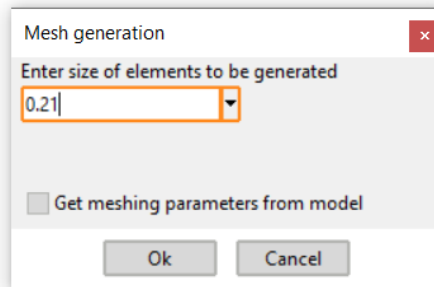 Mesh generation
Enter size of elements to be generated
0.21
Get meshing parameters from model
Ok Cancel